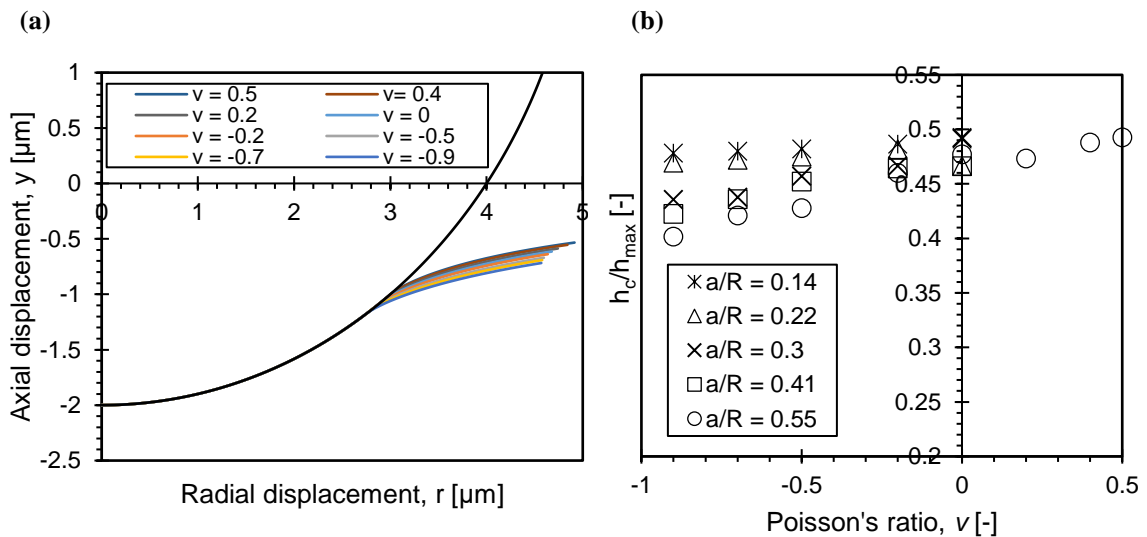 (a)
1
0.5
0
-0.5
-1
-1.5
-2
-2.5
0 1 2 3 4 5
Axial displacement, y [µm]
Radial displacement, r [µm]
v = 0.5 v= 0.4
v = 0.2 v = 0
v = -0.2 v = -0.5
v = -0.7 v = -0.9
(b)
0.55
0.5
0.45
0.4
0.35
0.3
0.25
0.2
-1 -0.5 0 0.5
hc/hmax [-]
Poisson's ratio, v [-]
a/R = 0.14
a/R = 0.22
a/R = 0.3
a/R = 0.41
a/R = 0.55